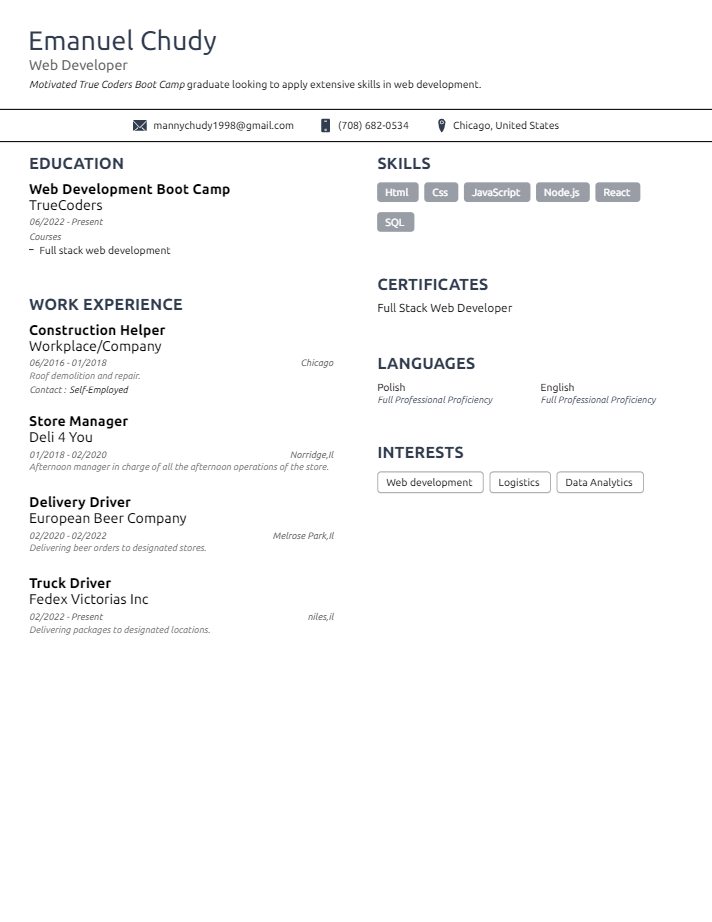 Emanuel Chudy
Web Developer
Motivated True Coders Boot Camp graduate looking to apply extensive skills in web development.
mannychudy1998@gmail.com (708) 682-0534 Chicago, United States
EDUCATION
Web Development Boot Camp
TrueCoders
06/2022 - Present
Courses
– Full stack web development
WORK EXPERIENCE
Construction Helper
Workplace/Company
06/2016 - 01/2018 Chicago
Roof demolition and repair.
Contact : Self-Employed
Store Manager
Deli 4 You
01/2018 - 02/2020 Norridge,Il
Afternoon manager in charge of all the afternoon operations of the store.
Delivery Driver
European Beer Company
02/2020 - 02/2022 Melrose Park,Il
Delivering beer orders to designated stores.
Truck Driver
Fedex Victorias Inc
02/2022 - Present niles,il
Delivering packages to designated locations.
SKILLS
Html Css JavaScript Node.js React
SQL
CERTIFICATES
Full Stack Web Developer
LANGUAGES
Polish English
Full Professional Proficiency Full Professional Proficiency
INTERESTS
Web development Logistics Data Analytics